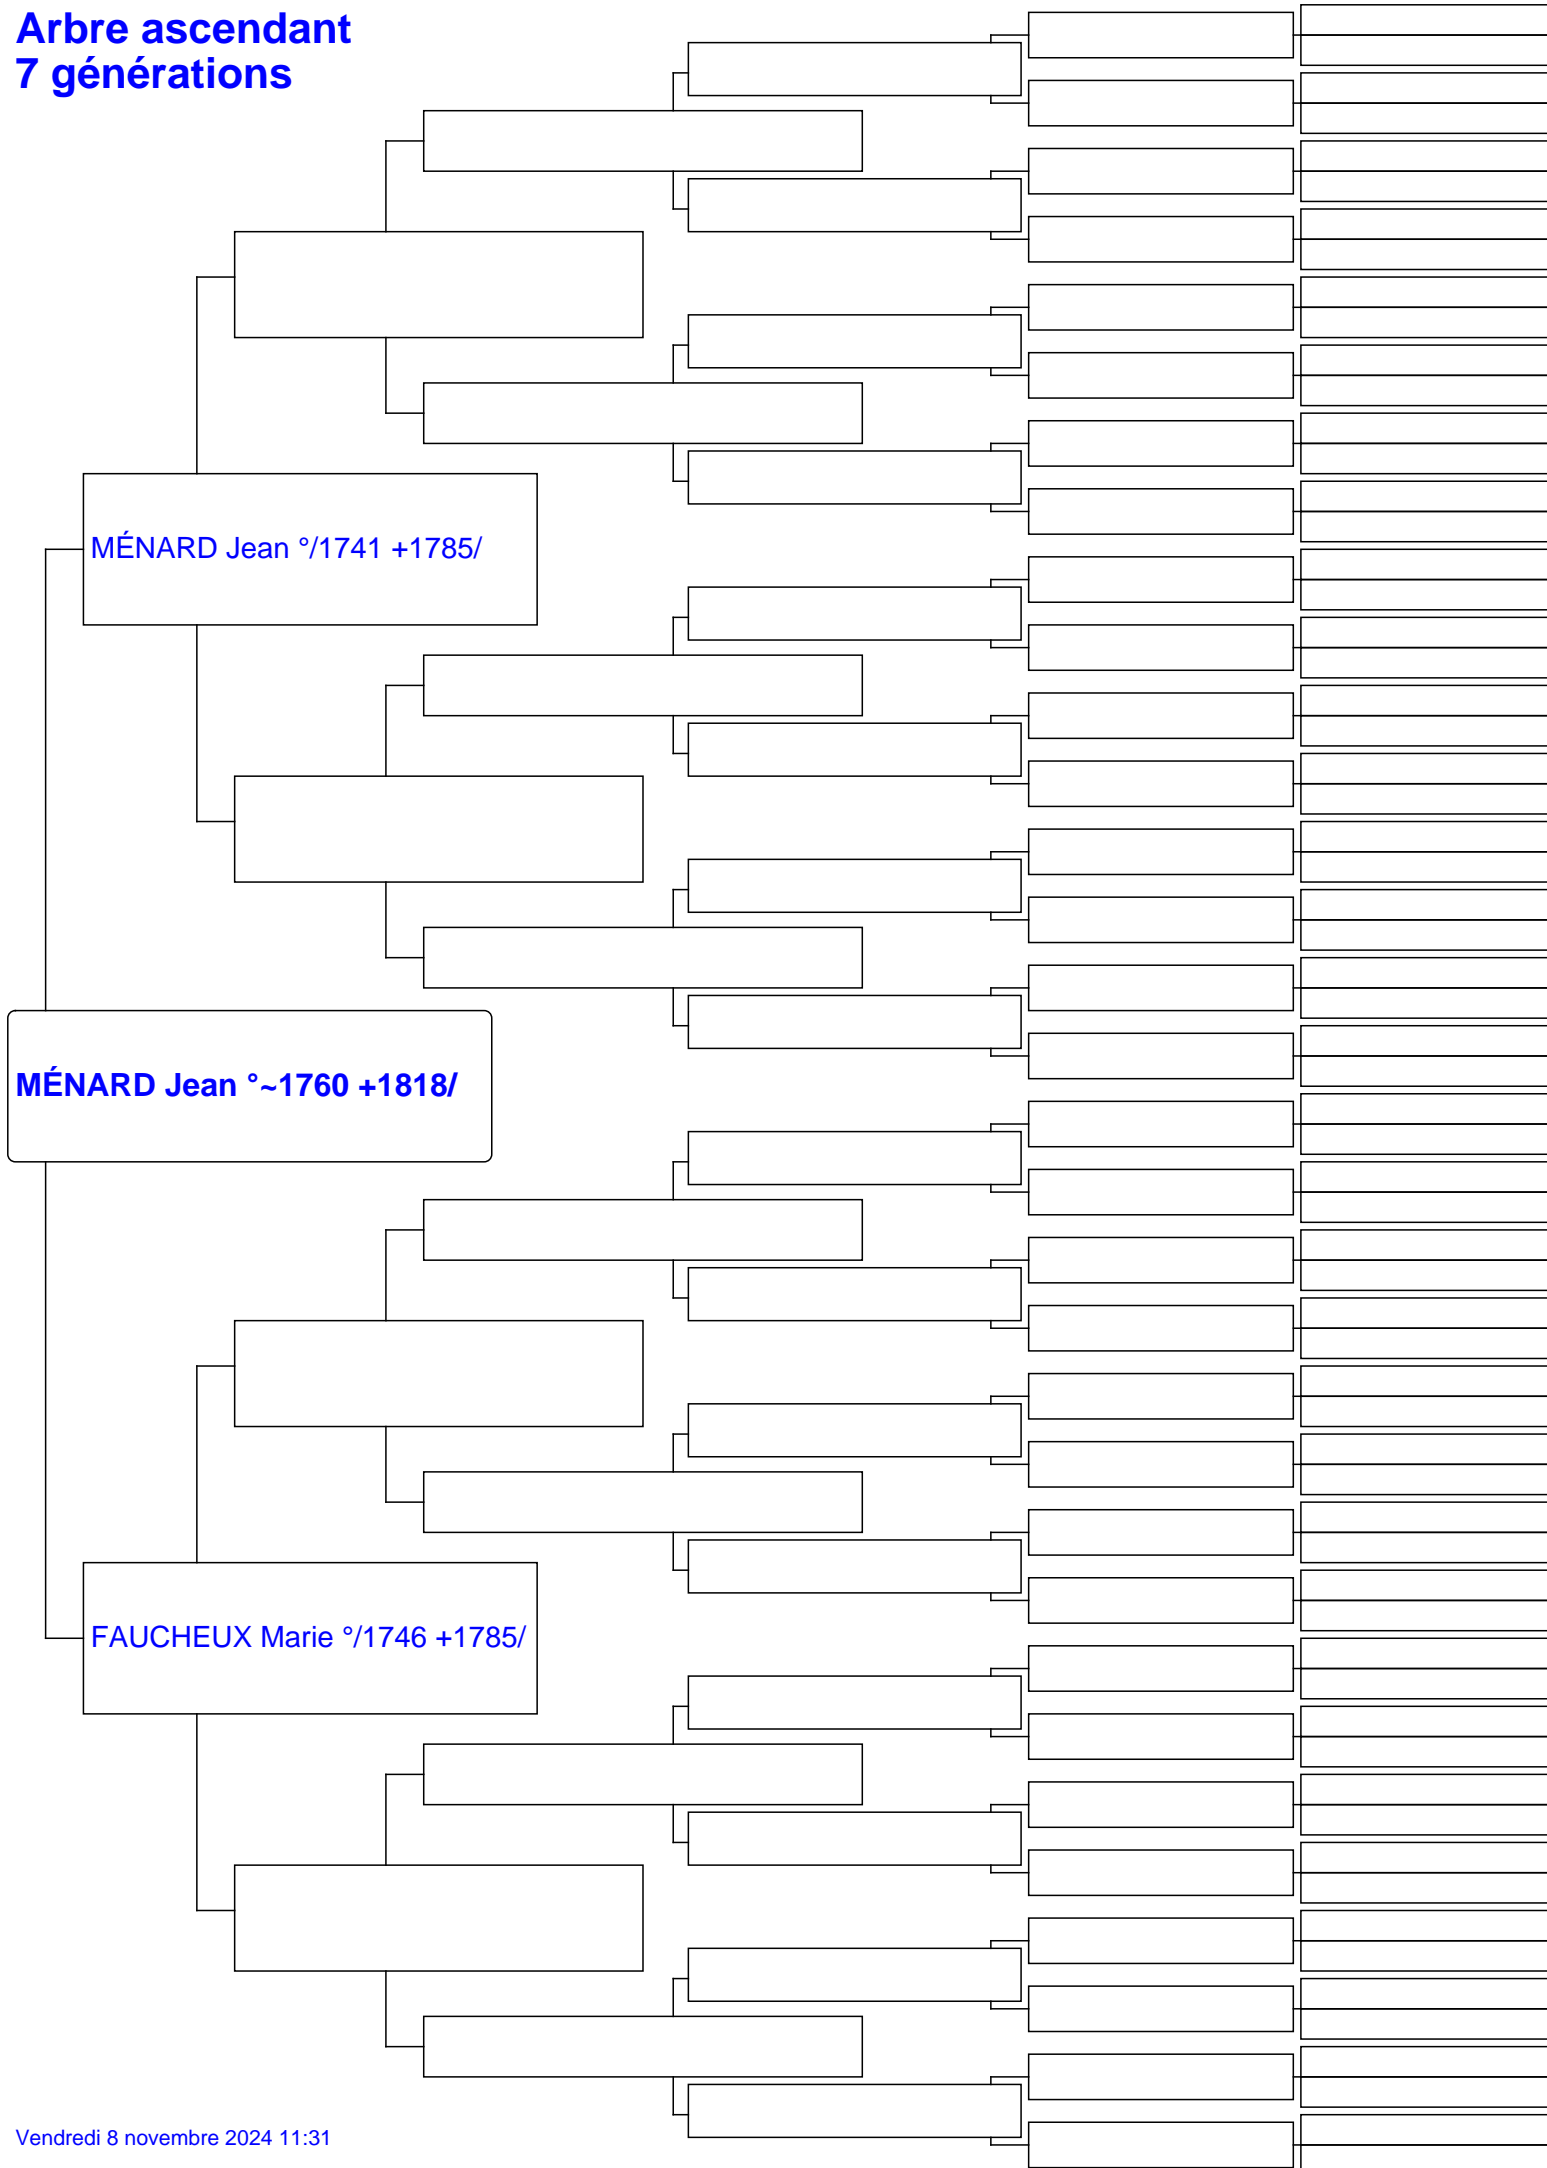 Arbre ascendant
7 générations
MÉNARD Jean °/1741 +1785/
MÉNARD Jean °~1760 +1818/
FAUCHEUX Marie °/1746 +1785/
Vendredi 8 novembre 2024 11:31